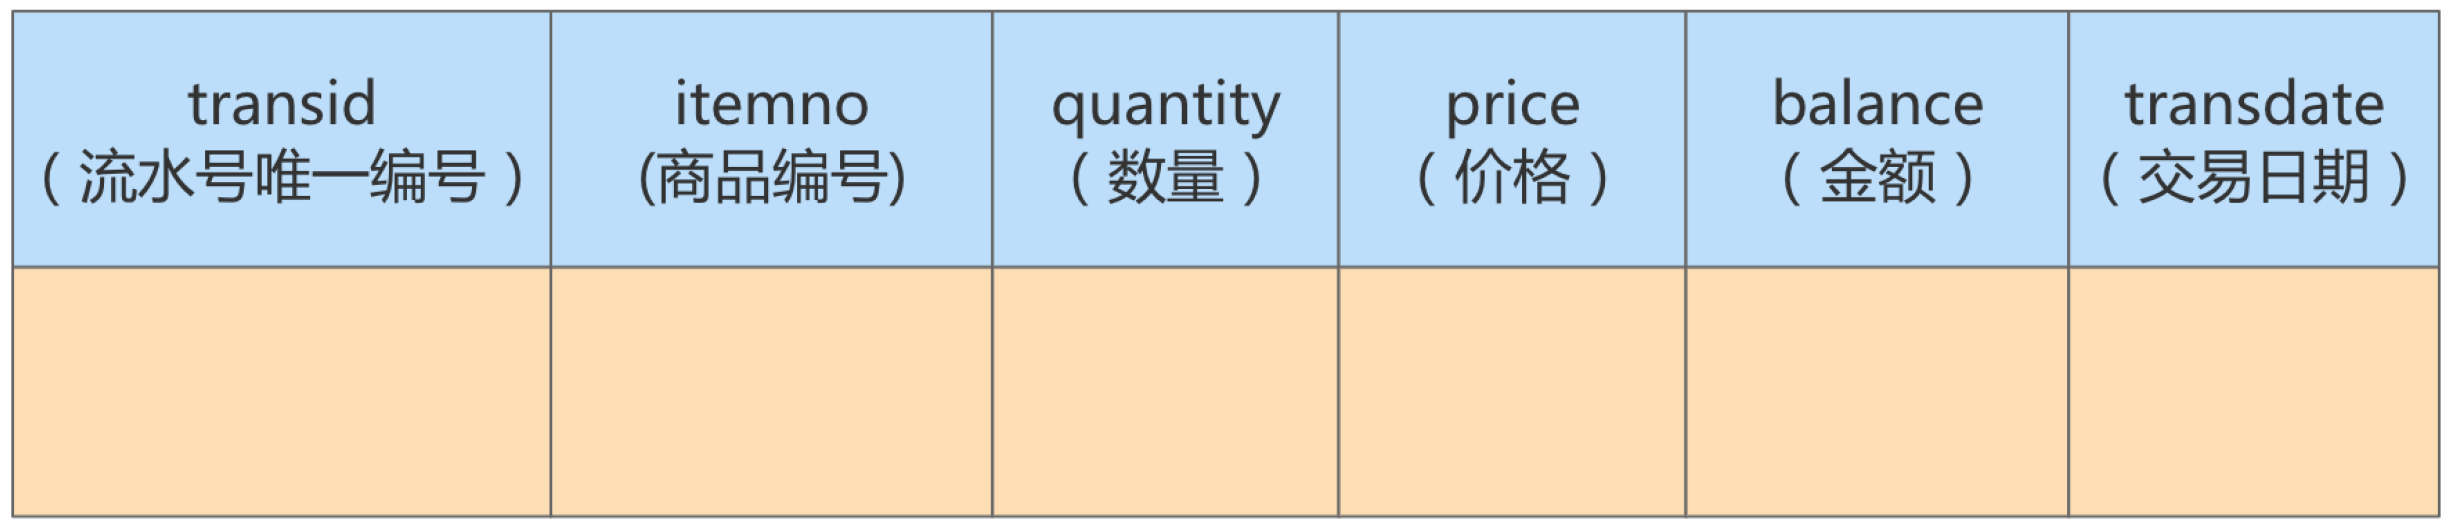 transid
（流水号唯一编号）
itemno
(商品编号)
quantity
（数量）
price
（价格）
balance
（金额）
transdate
（交易日期）